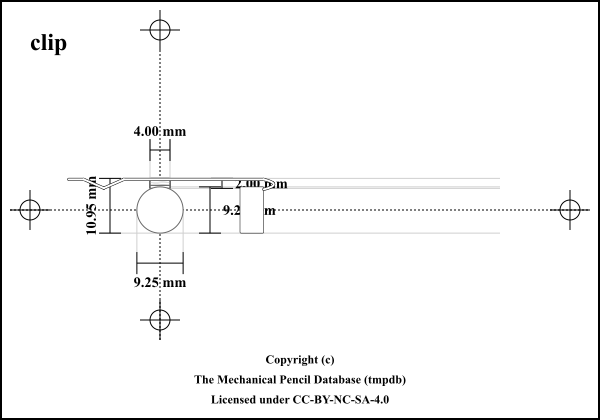 clip
4.00 mm
2.00 mm
10.95 mm
9.2
m
9.25 mm
Copyright (c)
The Mechanical Pencil Database (tmpdb)
Licensed under CC-BY-NC-SA-4.0